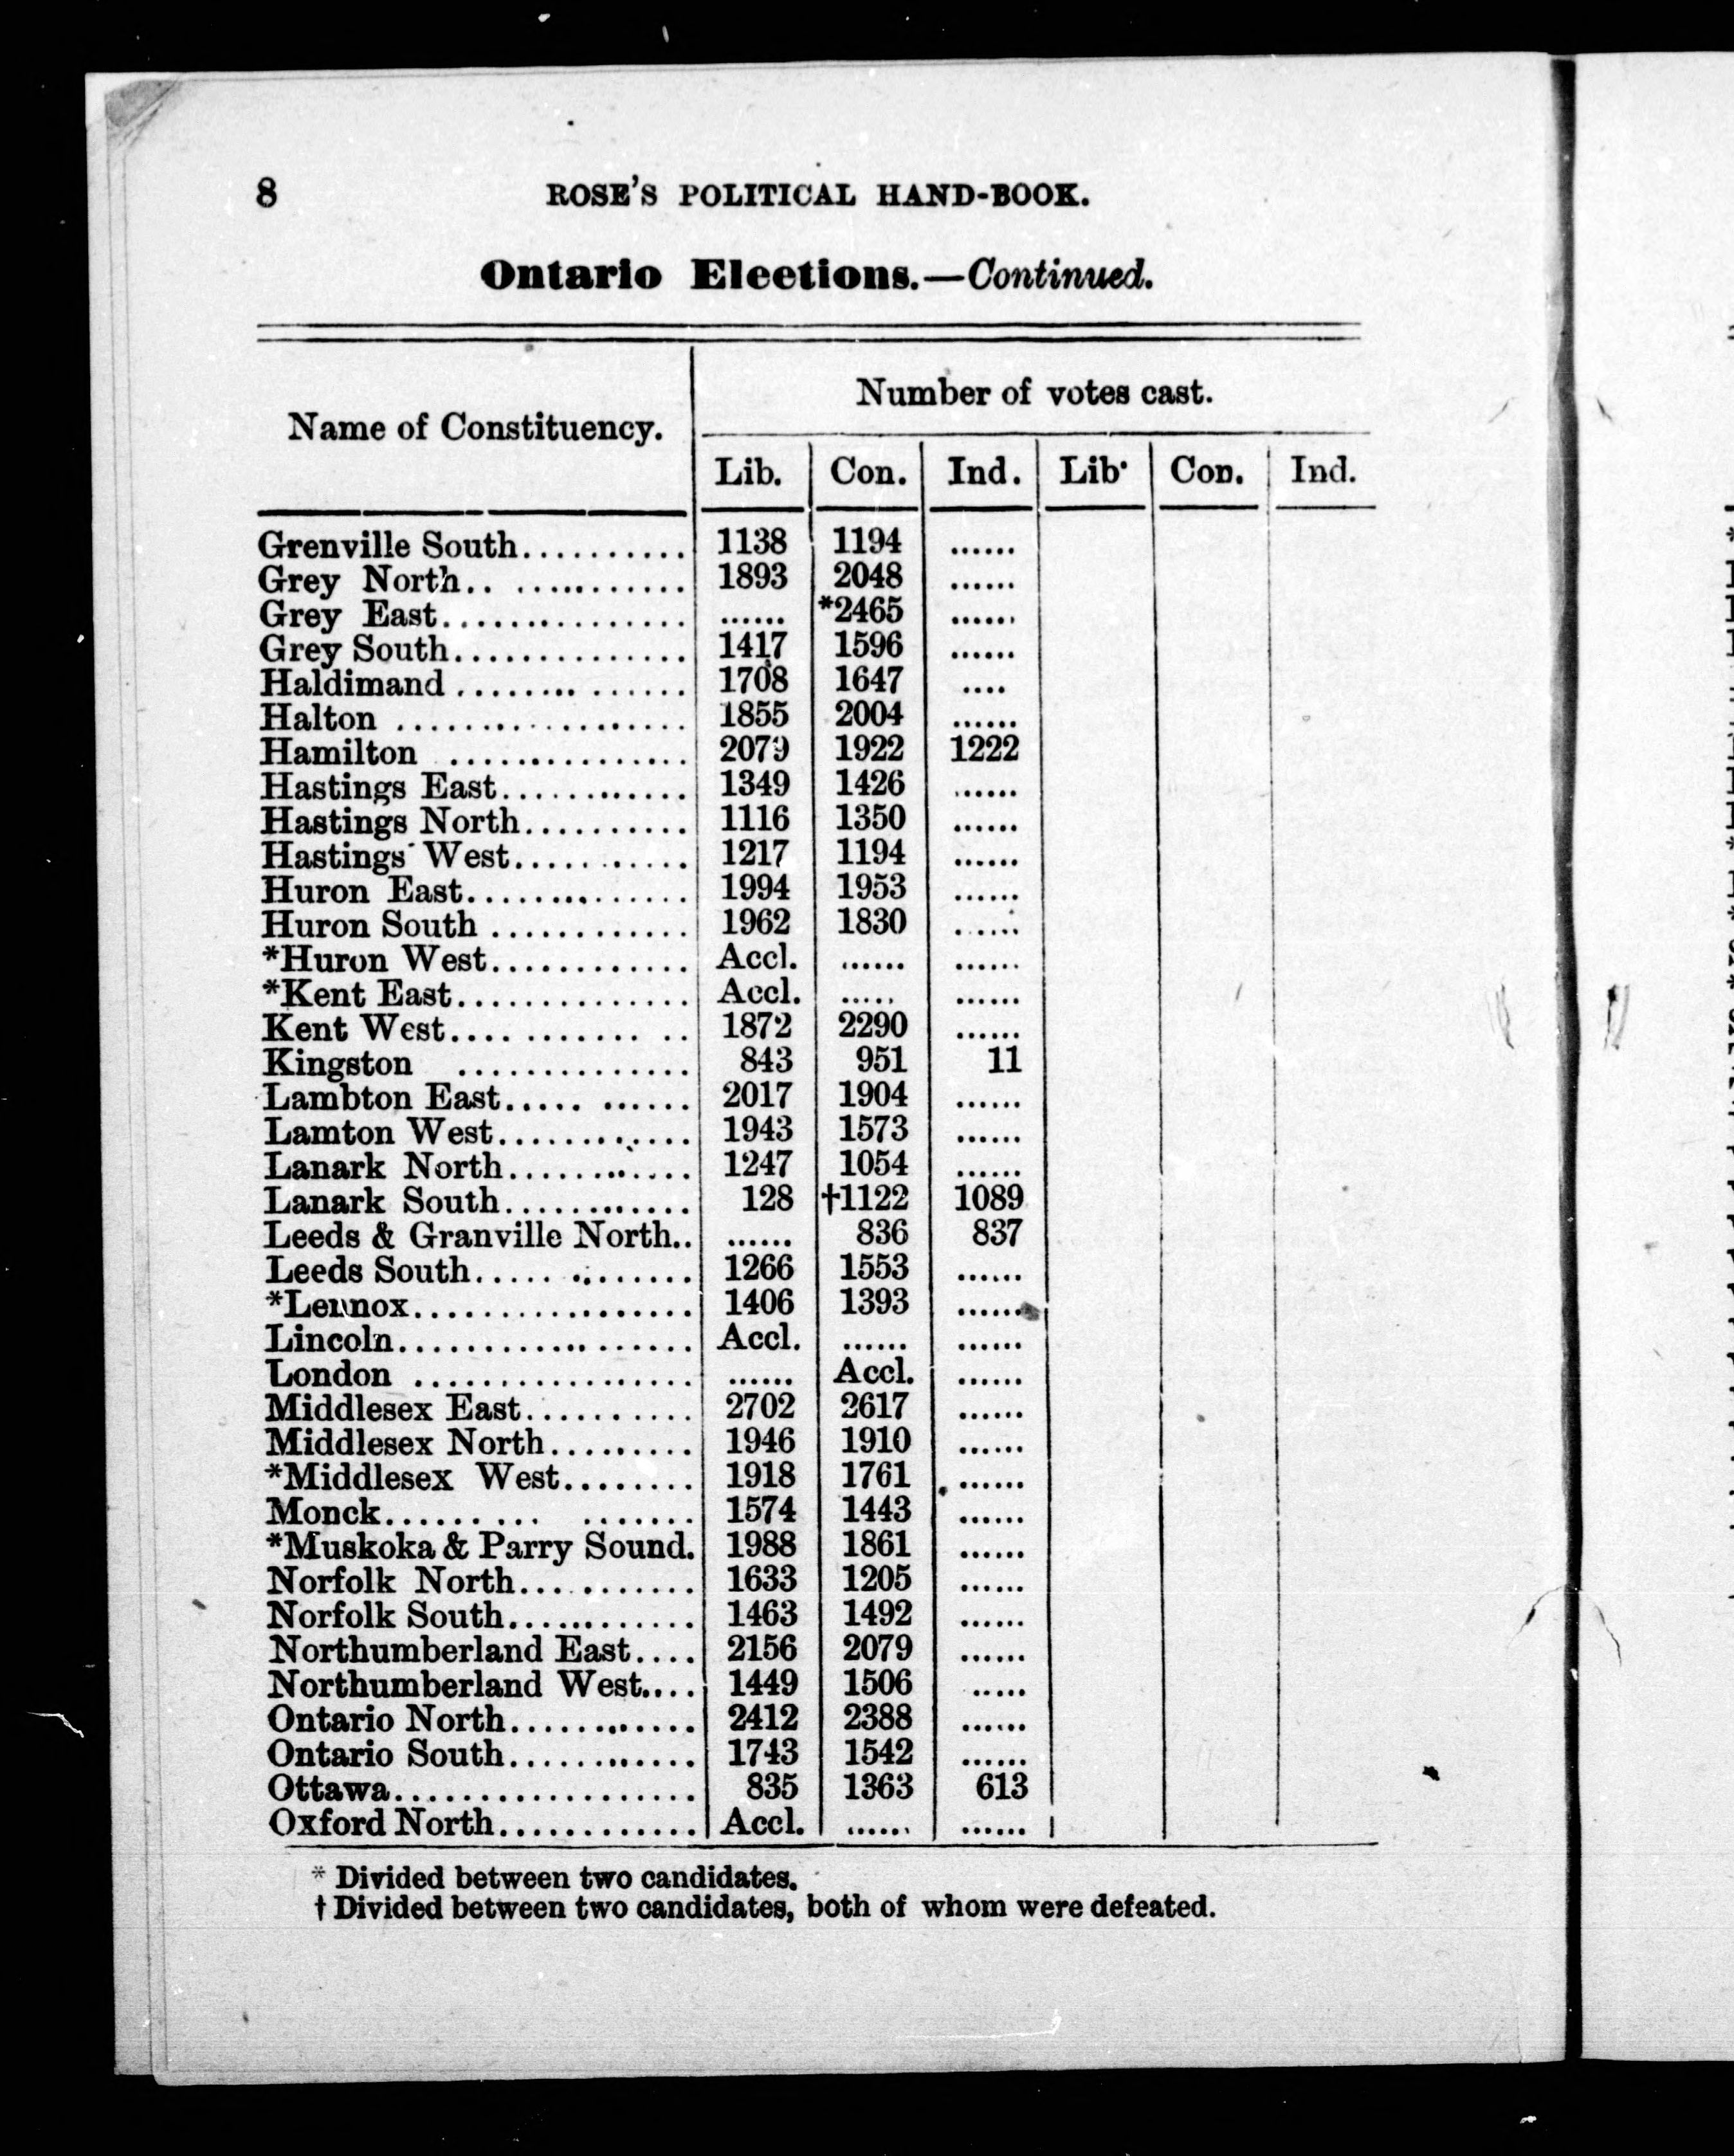 8 ROSE'S POLITICAL HAND-BOOK.
Ontario Elections.—Continued.
Name of Constituency. Number of votes cast.
Lib. Con. Ind. Lib· Con. Ind.
Grenville South.......... 1138 1194 ......
Grey North.. ........... 1893 2048 ......
Grey East............... ...... *2465 ......
Grey South.............. 1417 1596 ......
Haldimand ........ ...... 1708 1647 ....
Halton .................. 1855 2004 ......
Hamilton ............... 2079 1922 1222
Hastings East............ 1349 1426 ......
Hastings North.......... 1116 1350 ......
Hastings West........... 1217 1194 ......
Huron East.............. 1994 1953 ......
Huron South ............ 1962 1830 ......
*Huron West............ Accl. ...... ......
*Kent East.............. Accl. ..... ......
Kent West............. .. 1872 2290 ......
Kingston .............. 843 951 11
Lambton East..... ...... 2017 1904 ......
Lamton West............ 1943 1573 ......
Lanark North............ 1247 1054 ......
Lanark South............ 128 †1122 1089
Leeds & Granville North.. ...... 836 837
Leeds South..... ........ 1266 1553 ......
*Lennox................. 1406 1393 ......
Lincoln............. ...... Accl. ...... ......
London ................. ...... Accl. ......
Middlesex East.......... 2702 2617 ......
Middlesex North......... 1946 1910 ......
*Middlesex West........ 1918 1761 ......
Monck.......... ....... 1574 1443 ......
*Muskoka & Parry Sound. 1988 1861 ......
Norfolk North........... 1633 1205 ......
Norfolk South............ 1463 1492 ......
Northumberland East.... 2156 2079 ......
Northumberland West.... 1449 1506 .....
Ontario North............ 2412 2388 ......
Ontario South............ 1743 1542 ......
Ottawa................... 835 1363 613
Oxford North............ Accl. ...... ......
* Divided between two candidates.
† Divided between two candidates, both of whom were defeated.